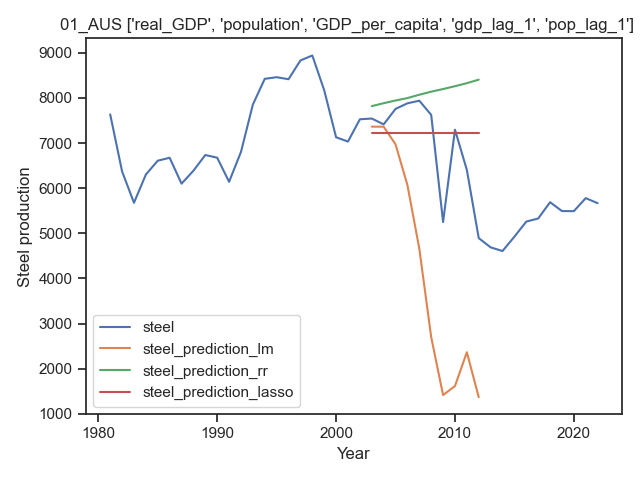 01_AUS ['real_GDP', 'population', 'GDP_per_capita', 'gdp_lag_1', 'pop_lag_1']
9000
8000
7000
6000
5000
4000
3000
2000
1000
Steel production
steel
steel_prediction_lm
steel_prediction_rr
steel_prediction_lasso
1980 1990 2000 2010 2020
Year